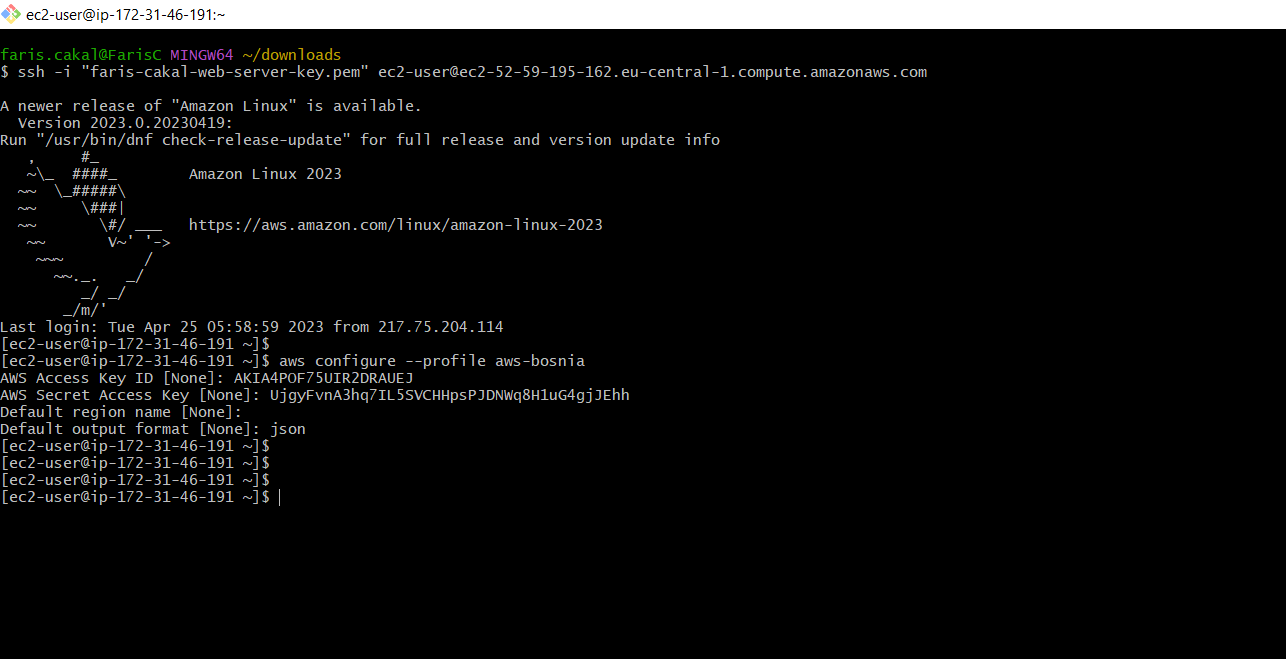 ec2-user@ip-172-31-46-191:~
faris.cakal@FarisC MINGW64 ~/downloads
$ ssh -i "faris-cakal-web-server-key.pem" ec2-user@ec2-52-59-195-162.eu-central-1.compute.amazonaws.com
A newer release of "Amazon Linux" is available.
  Version 2023.0.20230419:
Run "/usr/bin/dnf check-release-update" for full release and version update info
   ,     #_
   ~\_  ####_        Amazon Linux 2023
  ~~  \_#####\
  ~~     \###|
  ~~       \#/ ___   https://aws.amazon.com/linux/amazon-linux-2023
   ~~       V~' '->
    ~~~         /
      ~~._.   _/
         _/ _/
       _/m/'
Last login: Tue Apr 25 05:58:59 2023 from 217.75.204.114
[ec2-user@ip-172-31-46-191 ~]$
[ec2-user@ip-172-31-46-191 ~]$ aws configure --profile aws-bosnia
AWS Access Key ID [None]: AKIA4POF75UIR2DRAUEJ
AWS Secret Access Key [None]: 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
Default region name [None]:
Default output format [None]: json
[ec2-user@ip-172-31-46-191 ~]$
[ec2-user@ip-172-31-46-191 ~]$
[ec2-user@ip-172-31-46-191 ~]$
[ec2-user@ip-172-31-46-191 ~]$